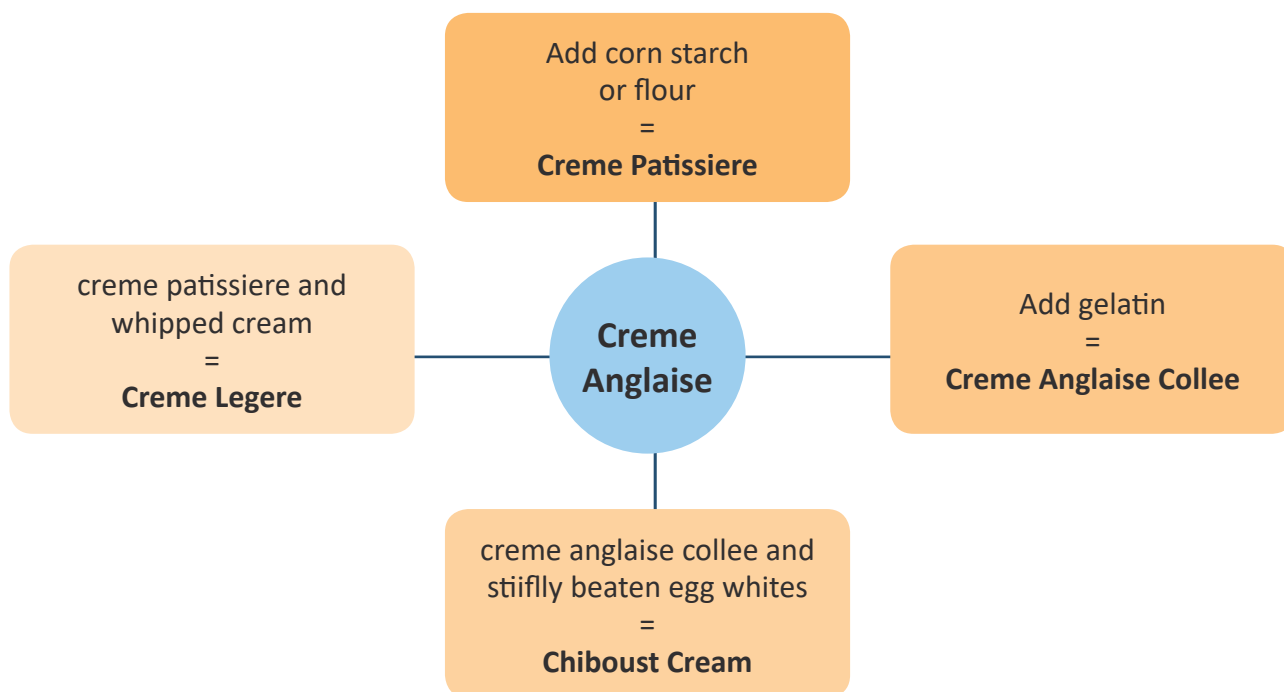 Add corn starch
or flour
=
Creme Patissiere
creme patissiere and
whipped cream
=
Creme Legere
Creme
Anglaise
Add gelatin
=
Creme Anglaise Collee
creme anglaise collee and
stiiflly beaten egg whites
=
Chiboust Cream